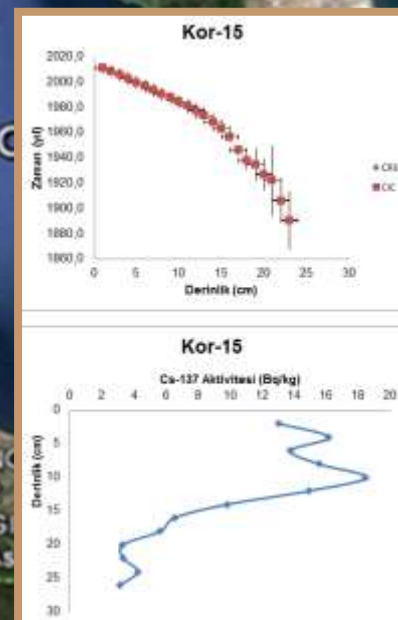 Kor-15
2020,0
2000,0
1980,0
1960,0
1940,0
1920,0
1900,0
1880,0
1860,0
Zaman (yıl)
0 5 10 15 20 25 30
Derinlik (cm)
CIC
Kor-15
Cs-137 Aktivitesi (Bq/kg)
0 2 4 6 8 10 12 14 16 18 20
0
5
10
15
20
25
30
Derinlik (cm)